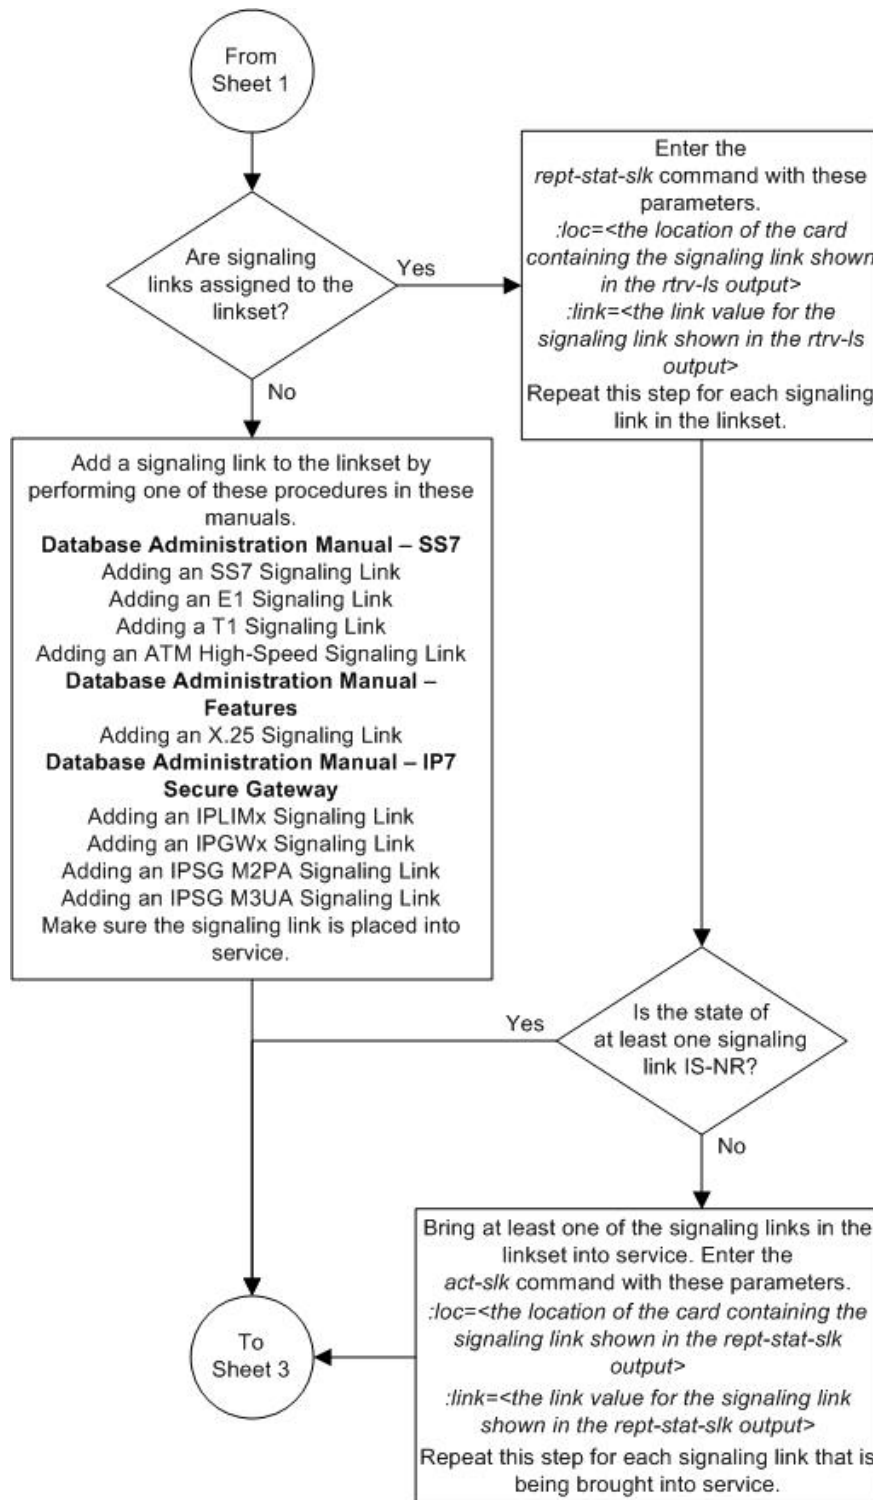 From
Sheet 1
Are signaling
links assigned to the
linkset?
Yes
No
Enter the
rept-stat-slk command with these
parameters.
:loc=<the location of the card
containing the signaling link shown
in the rtrv-ls output>
:link=<the link value for the
signaling link shown in the rtrv-ls
output>
Repeat this step for each signaling
link in the linkset.
Add a signaling link to the linkset by
performing one of these procedures in these
manuals.
Database Administration Manual – SS7
Adding an SS7 Signaling Link
Adding an E1 Signaling Link
Adding a T1 Signaling Link
Adding an ATM High-Speed Signaling Link
Database Administration Manual –
Features
Adding an X.25 Signaling Link
Database Administration Manual – IP7
Secure Gateway
Adding an IPLIMx Signaling Link
Adding an IPGWx Signaling Link
Adding an IPSG M2PA Signaling Link
Adding an IPSG M3UA Signaling Link
Make sure the signaling link is placed into
service.
Is the state of
at least one signaling
link IS-NR?
Yes
No
Bring at least one of the signaling links in the
linkset into service. Enter the
act-slk command with these parameters.
:loc=<the location of the card containing the
signaling link shown in the rept-stat-slk
output>
:link=<the link value for the signaling link
shown in the rept-stat-slk output>
Repeat this step for each signaling link that is
being brought into service.
To
Sheet 3